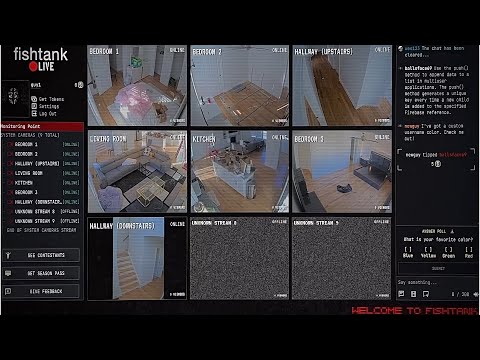 fishtank
LIVE
gusi
Get Tokens
Settings
Log Out
Monitoring Point
SYSTEM CAMERAS (9 TOTAL)
BEDROOM 1 [ONLINE]
BEDROOM 2 [ONLINE]
HALLWAY (UPSTAIRS) [ONLINE]
LIVING ROOM [ONLINE]
KITCHEN [ONLINE]
BEDROOM 3 [ONLINE]
HALLWAY (DOWNSTAIR… [ONLINE]
UNKNOWN STREAM 8 [OFFLINE]
UNKNOWN STREAM 9 [OFFLINE]
END OF SYSTEM CAMERAS STREAM
SEE CONTESTANTS
GET SEASON PASS
GIVE FEEDBACK
BEDROOM 1 ONLINE
BEDROOM 2 ONLINE
HALLWAY (UPSTAIRS) ONLINE
LIVING ROOM ONLINE
KITCHEN ONLINE
BEDROOM 3 ONLINE
HALLWAY (DOWNSTAIRS) ONLINE
UNKNOWN STREAM 8 OFFLINE
UNKNOWN STREAM 9 OFFLINE
The chat has been
cleared...
Use the push()
method to append data to a
list in multiuser
applications. The push()
method generates a unique
key every time a new child
is added to the specified
Firebase reference.
newguy I've got a custom
username color. Check me
out!
newguy tipped
5
ANSWER POLL
What is your favorite color?
[ ] [ ] [ ] [ ]
Blue Yellow Green Red
SUBMIT
Say something...
0 / 200
WELCOME TO FISHTANK